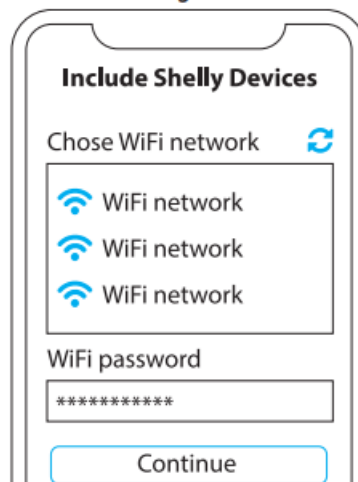 Include Shelly Devices
Chose WiFi network
WiFi network
WiFi network
WiFi network
WiFi password
***********
Continue